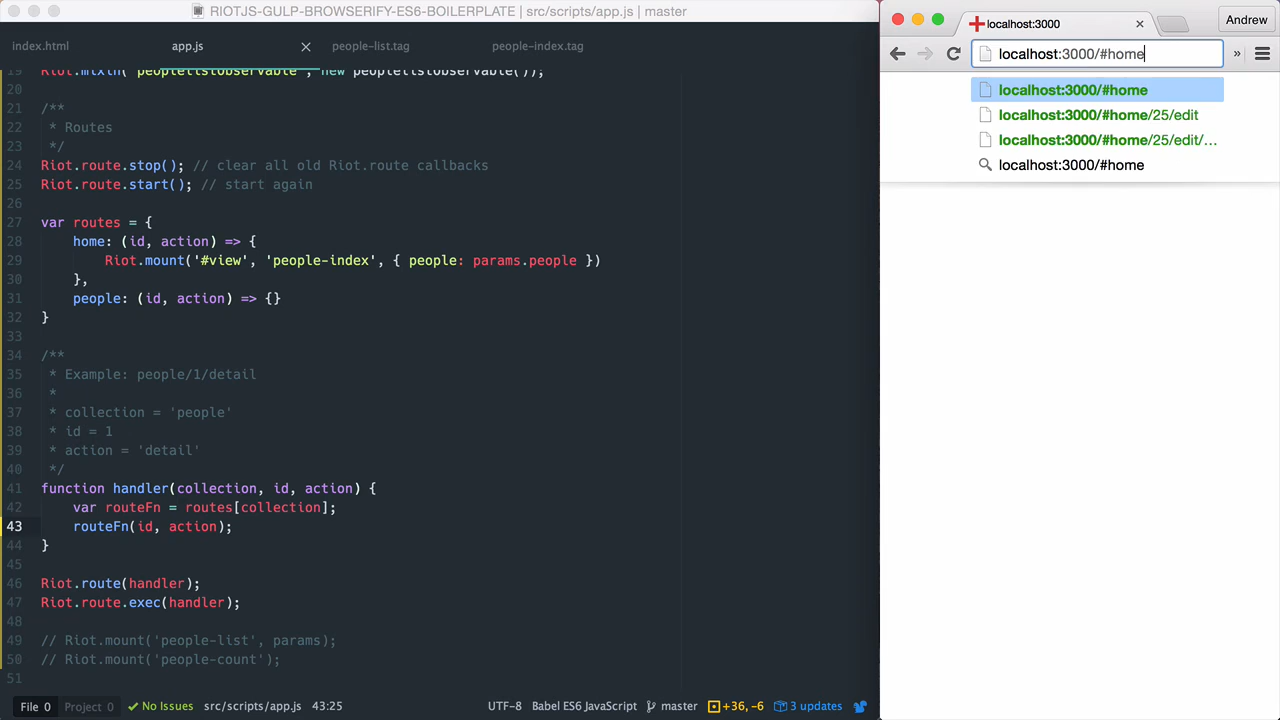 RIOTJS-GULP-BROWSERIFY-ES6-BOILERPLATE | src/scripts/app.js | master
index.html app.js people-list.tag people-index.tag
19 Riot.mixin('peoplelistobservable', new peoplelistobservable());
20
21 /**
22 * Routes
23 */
24 Riot.route.stop(); // clear all old Riot.route callbacks
25 Riot.route.start(); // start again
26
27 var routes = {
28 home: (id, action) => {
29 Riot.mount('#view', 'people-index', { people: params.people })
30 },
31 people: (id, action) => {}
32 }
33
34 /**
35 * Example: people/1/detail
36 *
37 * collection = 'people'
38 * id = 1
39 * action = 'detail'
40 */
41 function handler(collection, id, action) {
42 var routeFn = routes[collection];
43 routeFn(id, action);
44 }
45
46 Riot.route(handler);
47 Riot.route.exec(handler);
48
49 // Riot.mount('people-list', params);
50 // Riot.mount('people-count');
51
File 0 Project 0 No Issues src/scripts/app.js 43:25 UTF-8 Babel ES6 JavaScript master +36, -6 3 updates
localhost:3000 Andrew
localhost:3000/#home »
localhost:3000/#home
localhost:3000/#home/25/edit
localhost:3000/#home/25/edit/...
localhost:3000/#home